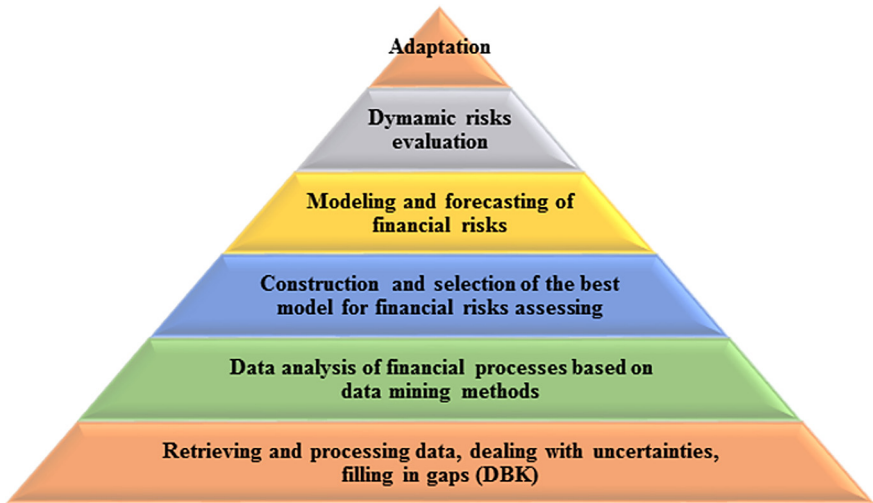 Adaptation
Dymamic risks
evaluation
Modeling and forecasting of
financial risks
Construction and selection of the best
model for financial risks assessing
Data analysis of financial processes based on
data mining methods
Retrieving and processing data, dealing with uncertainties,
filling in gaps (DBK)